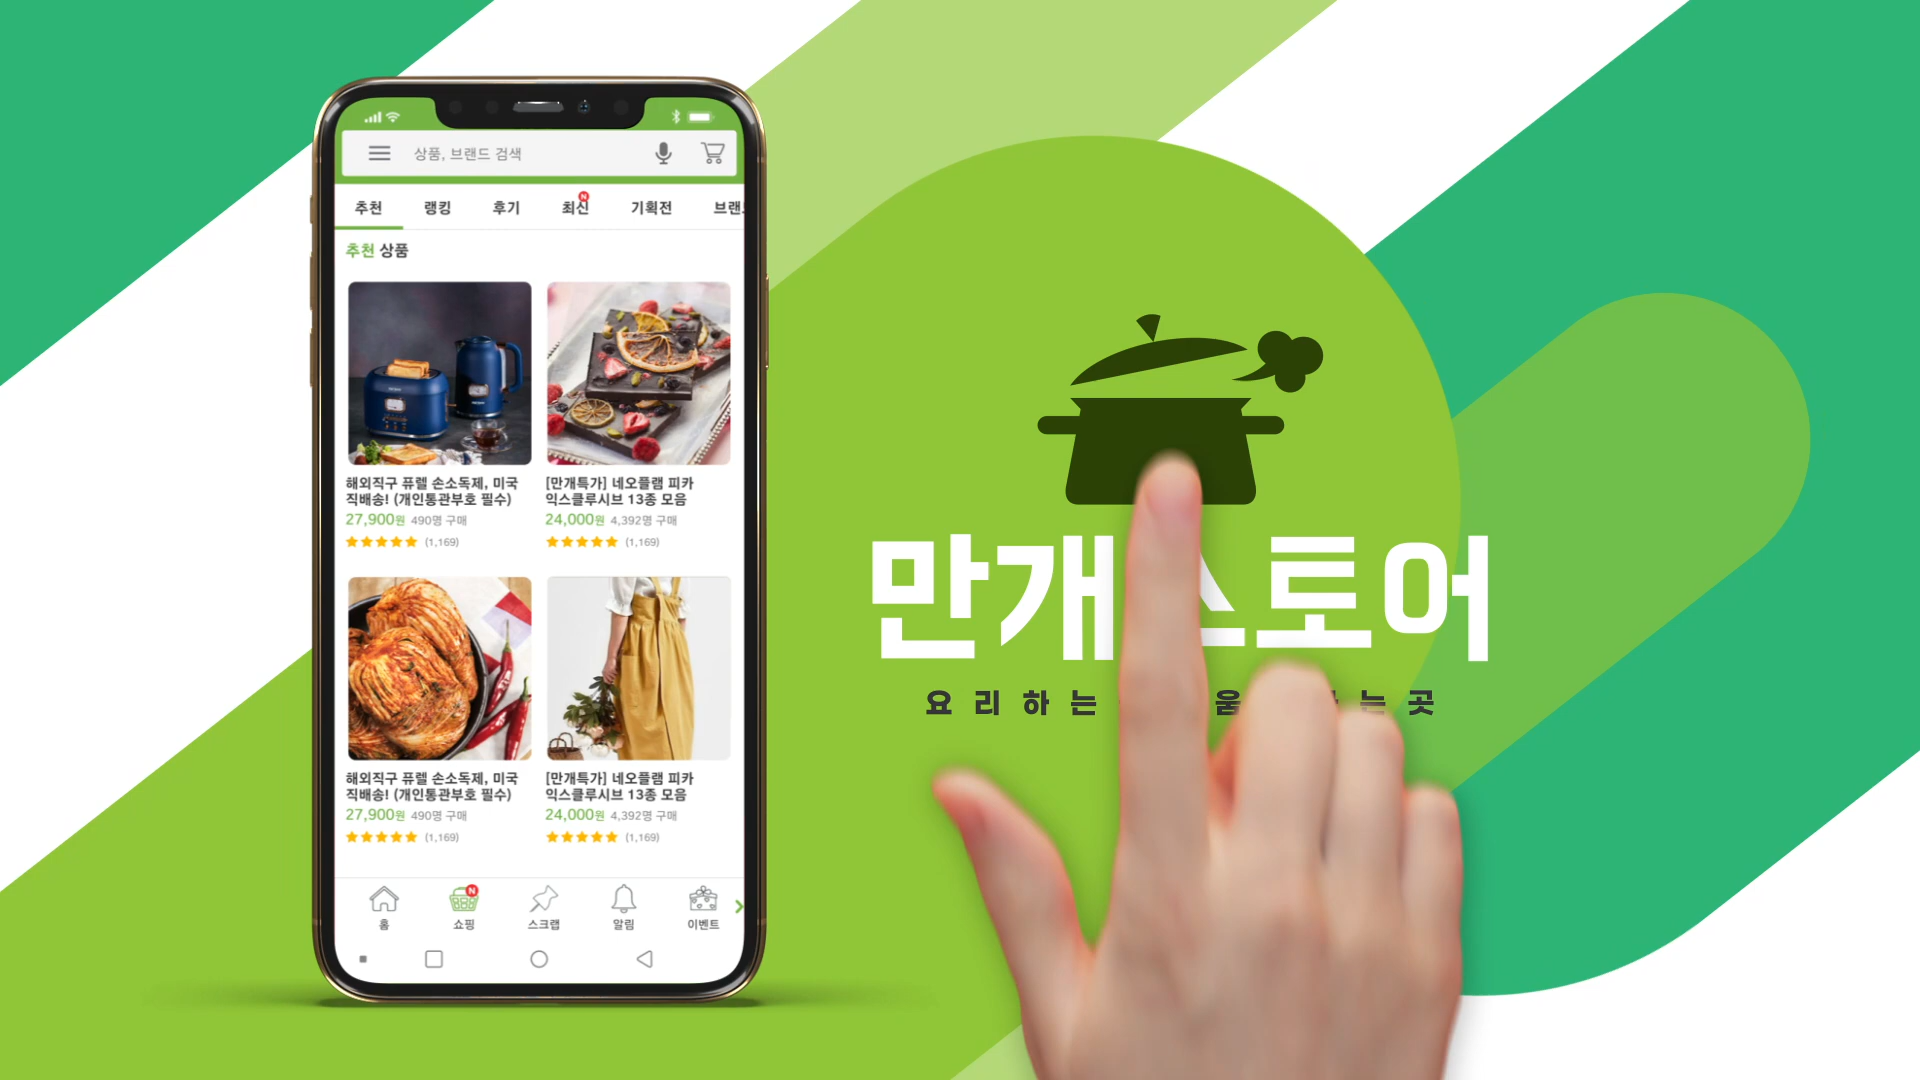 상품, 브랜드 검색
추천 랭킹 후기 최신 기획전
N
추천 상품
해외직구 퓨렐 손소독제, 미국
직배송! (개인통관부호 필수)
27,900원 490명 구매
(1,169)
[만개특가] 네오플램 피카
익스클루시브 13종 모음
24,000원 4,392명 구매
(1,169)
해외직구 퓨렐 손소독제, 미국
직배송! (개인통관부호 필수)
27,900원 490명 구매
(1,169)
[만개특가] 네오플램 피카
익스클루시브 13종 모음
24,000원 4,392명 구매
(1,169)
N
홈 쇼핑 스크랩 알림 이벤트
만개스토어
요리하는 는 곳